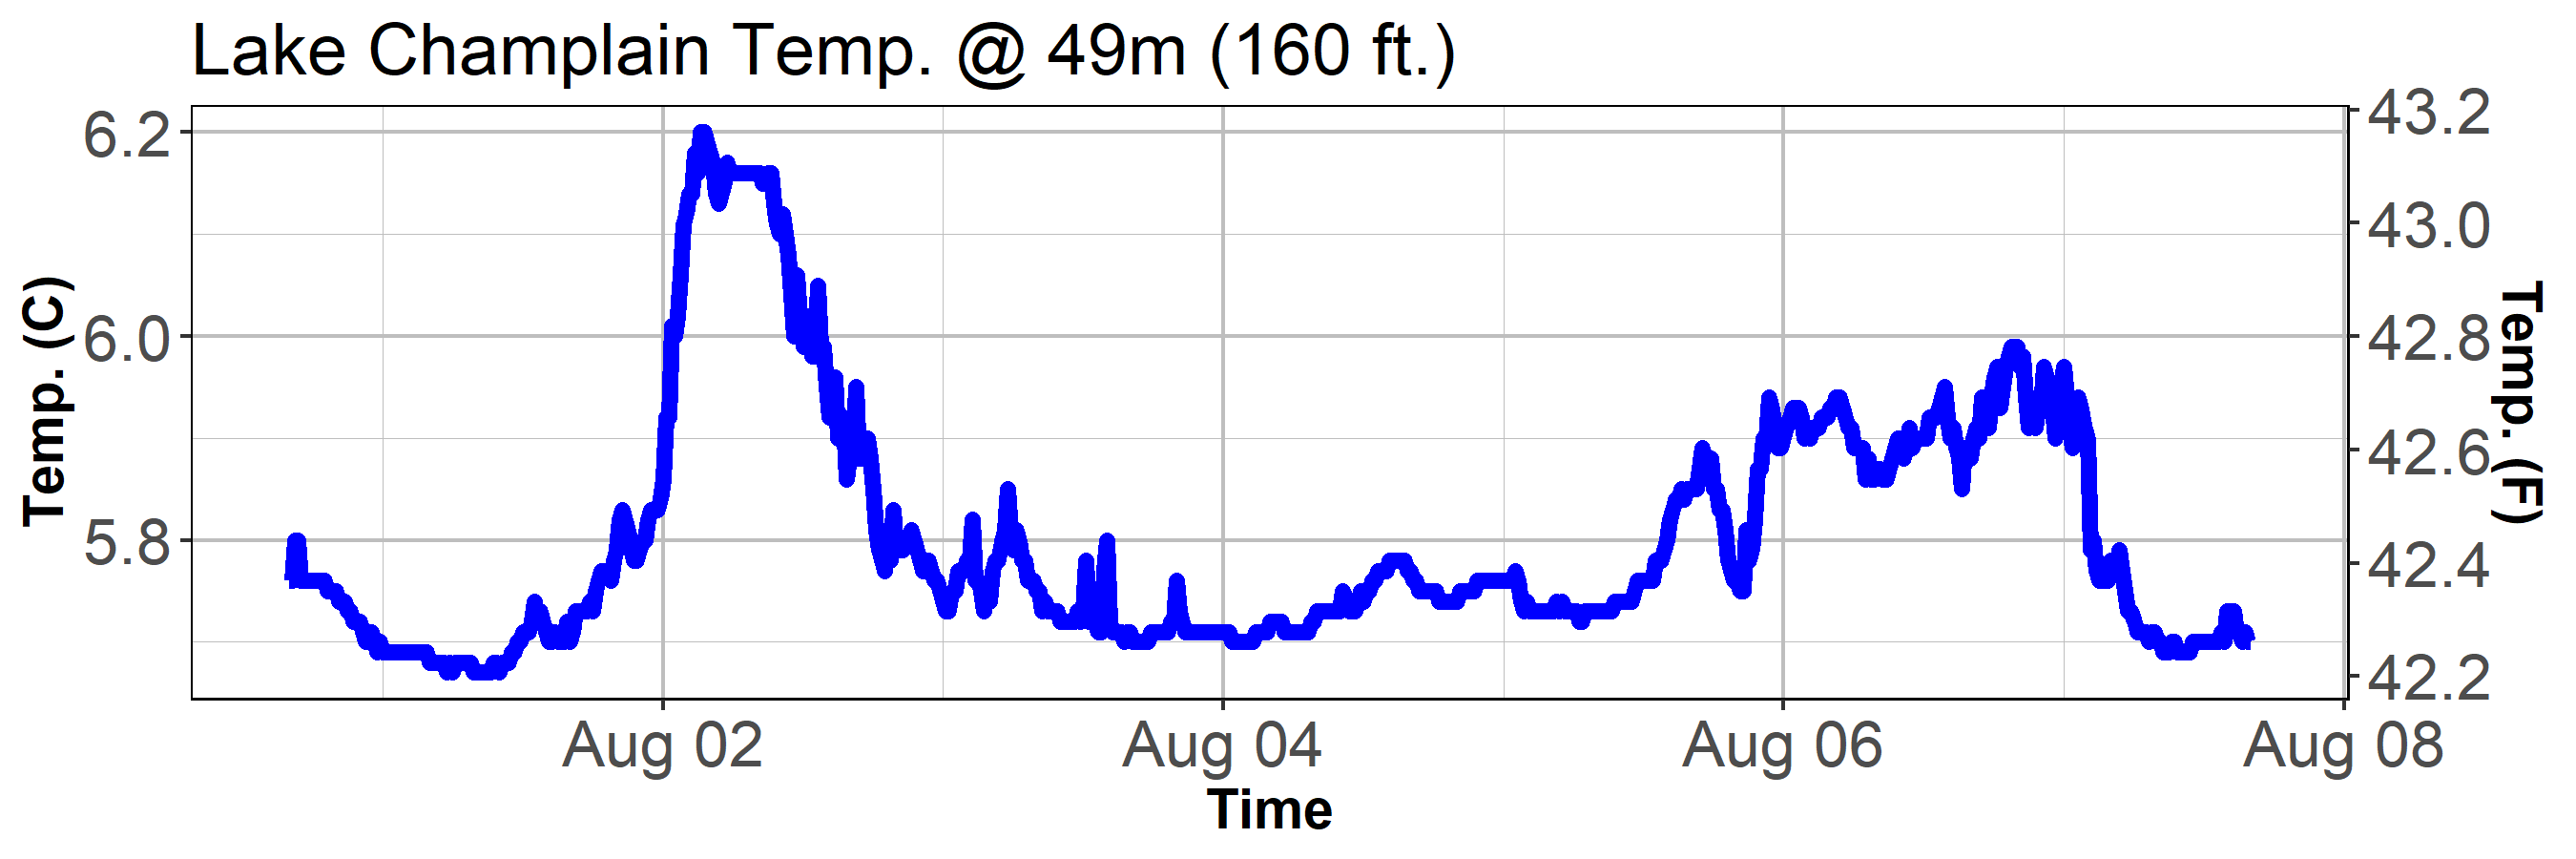 Lake Champlain Temp. @ 49m (160 ft.)
6.2
6.0
5.8
Temp. (C)
43.2
43.0
42.8
42.6
42.4
42.2
Temp. (F)
Aug 02 Aug 04 Aug 06 Aug 08
Time